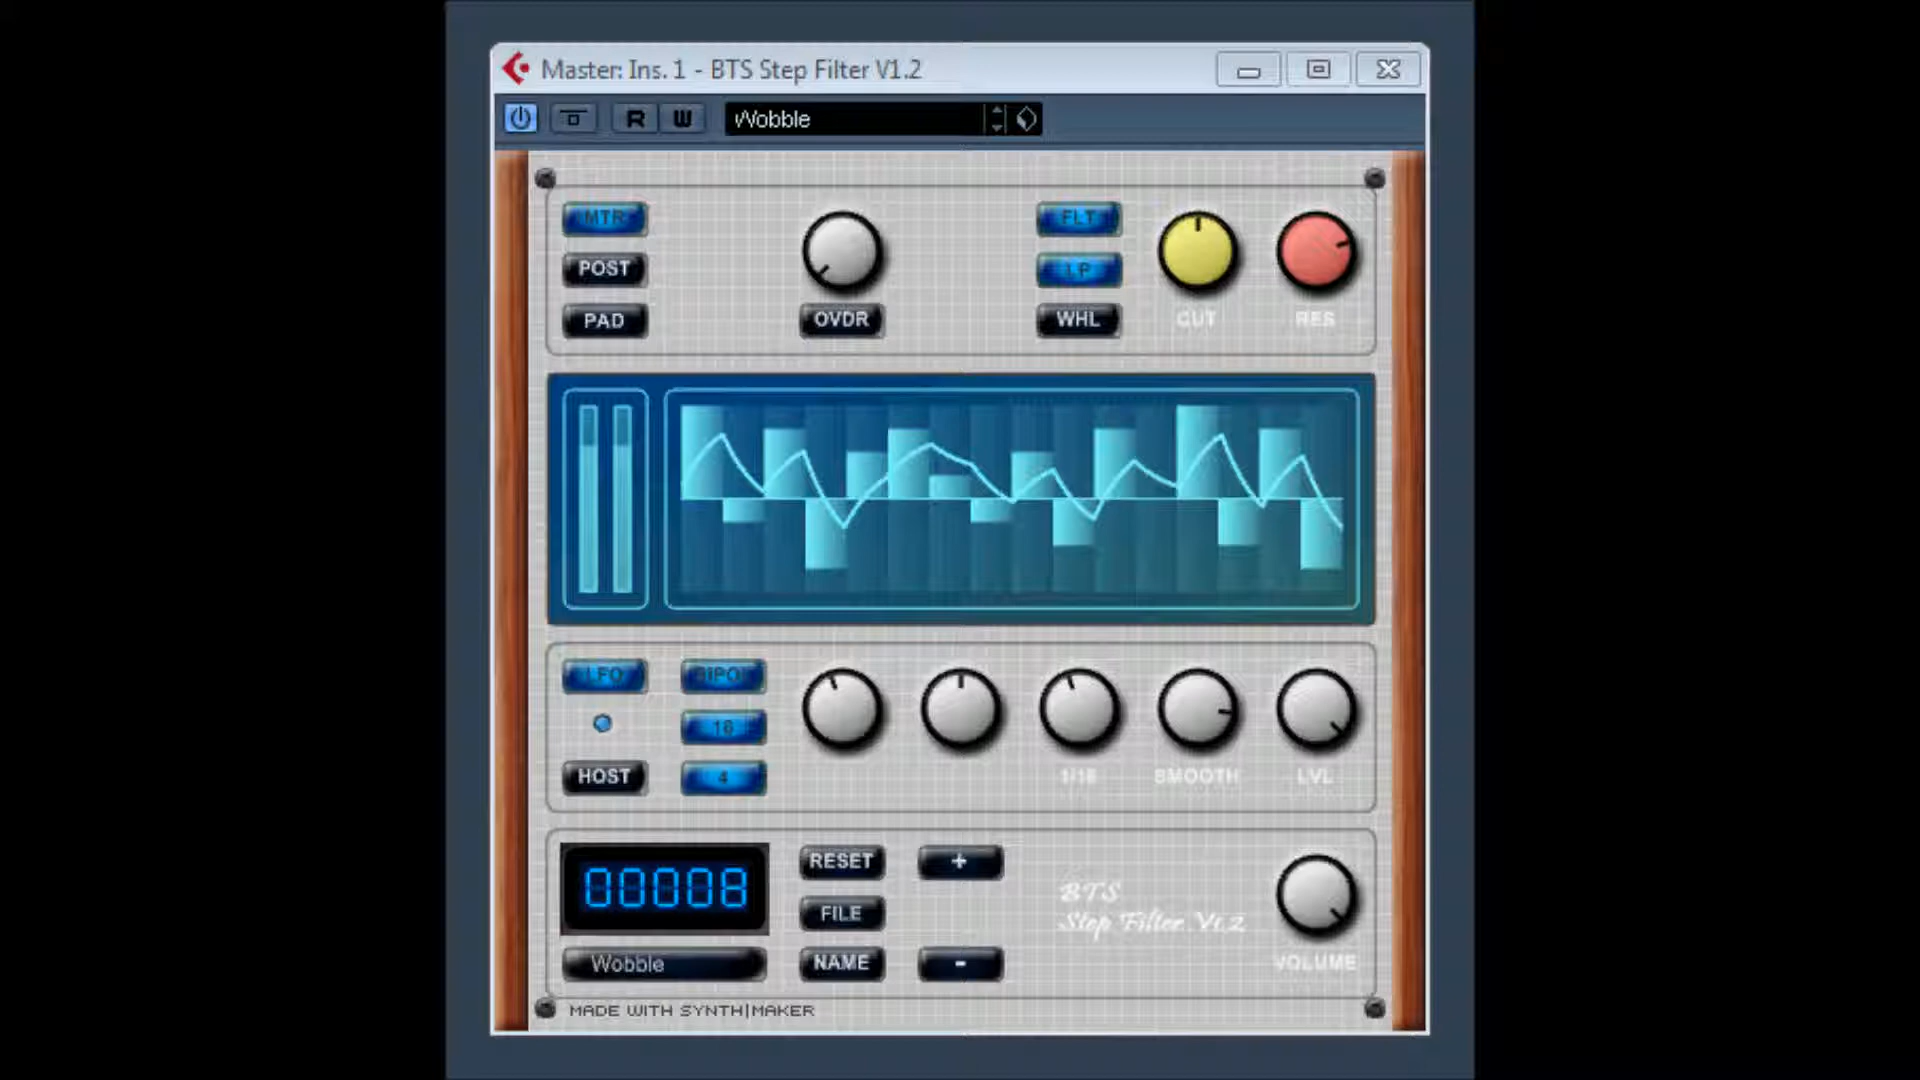 Master: Ins. 1 - BTS Step Filter V1.2
R W Wobble
MTR FLT
POST LP
PAD OVDR WHL CUT RES
LFO BIPO
16
HOST 4 1/16 SMOOTH LVL
00008 RESET +
FILE BTS
Step Filter V1.2
Wobble NAME - VOLUME
MADE WITH SYNTH|MAKER